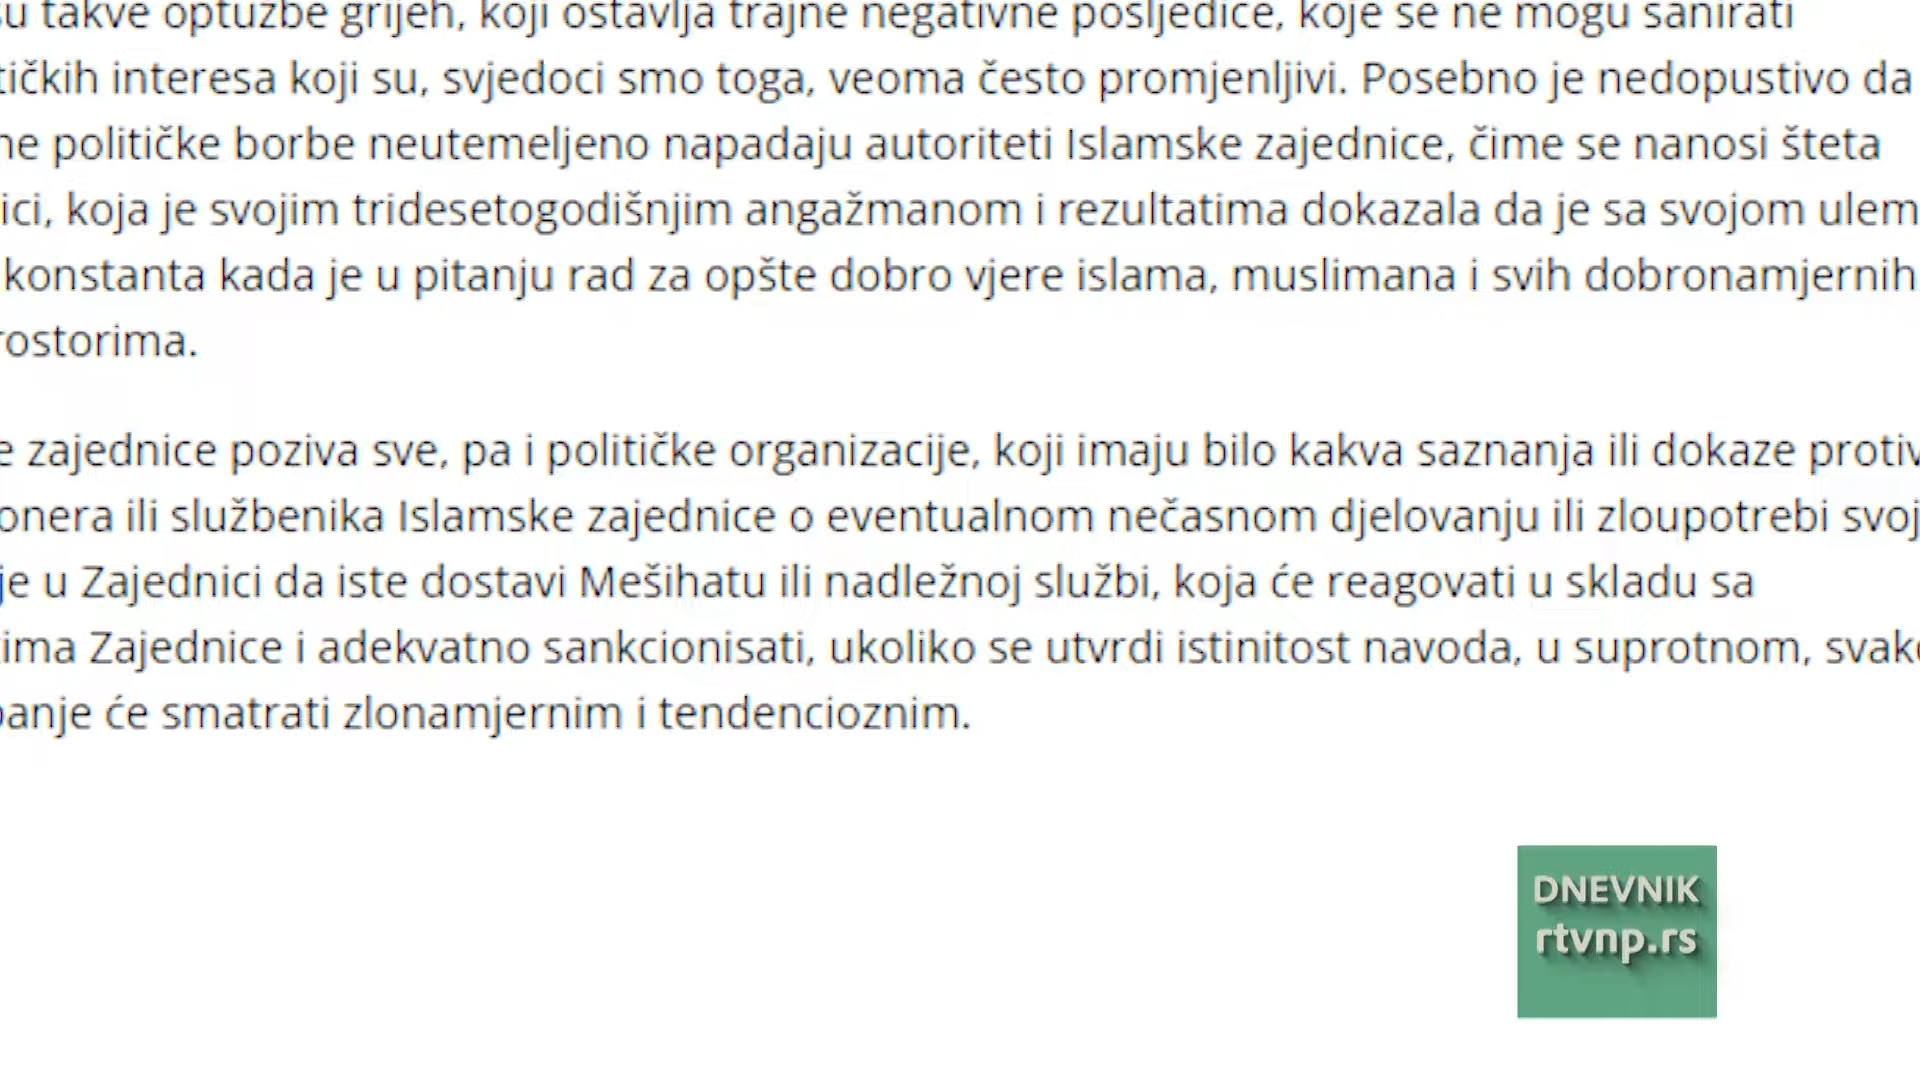 su takve optužbe grijeh, koji ostavlja trajne negativne posljedice, koje se ne mogu sanirati
tičkih interesa koji su, svjedoci smo toga, veoma često promjenljivi. Posebno je nedopustivo da
ne političke borbe neutemeljeno napadaju autoriteti Islamske zajednice, čime se nanosi šteta
ici, koja je svojim tridesetogodišnjim angažmanom i rezultatima dokazala da je sa svojom ulem
konstanta kada je u pitanju rad za opšte dobro vjere islama, muslimana i svih dobronamjernih
rostorima.
e zajednice poziva sve, pa i političke organizacije, koji imaju bilo kakva saznanja ili dokaze protiv
onera ili službenika Islamske zajednice o eventualnom nečasnom djelovanju ili zloupotrebi svoj
je u Zajednici da iste dostavi Mešihatu ili nadležnoj službi, koja će reagovati u skladu sa
tima Zajednice i adekvatno sankcionisati, ukoliko se utvrdi istinitost navoda, u suprotnom, svako
panje će smatrati zlonamjernim i tendencioznim.
DNEVNIK
rtvnp.rs